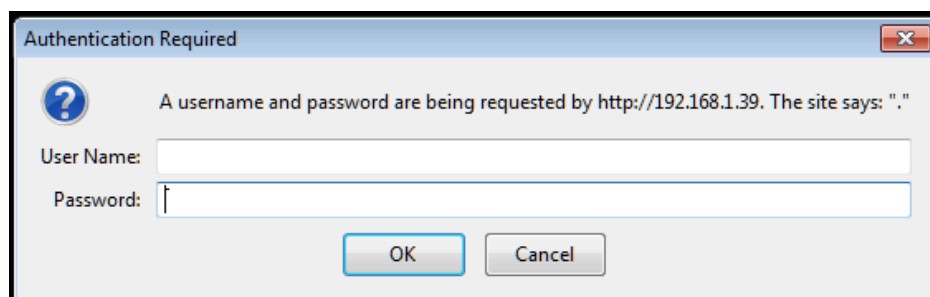 Authentication Required
A username and password are being requested by http://192.168.1.39. The site says: "."
User Name:
Password:
OK Cancel